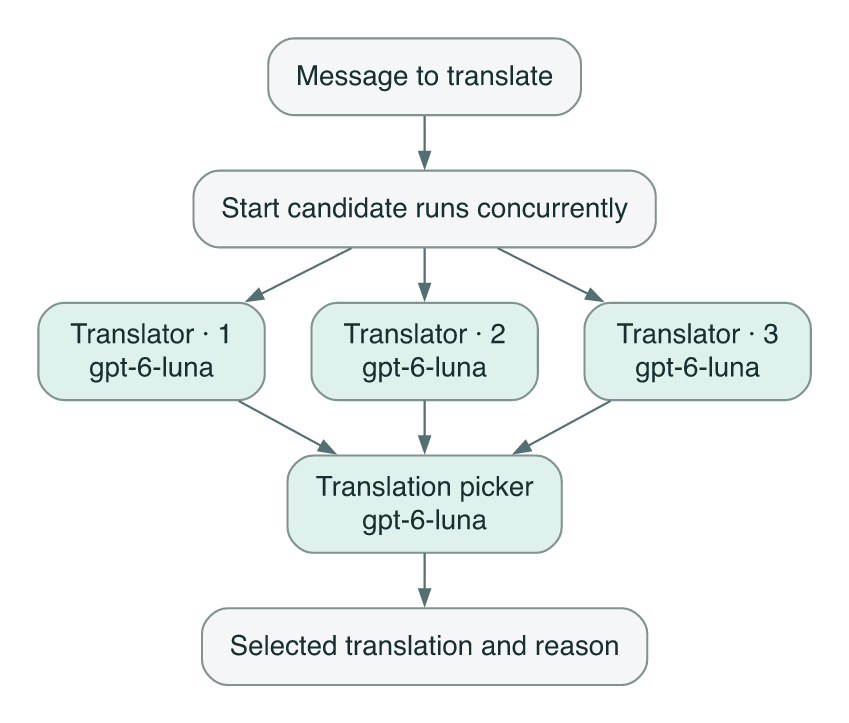 Message to translate
Start candidate runs concurrently
Translator · 1
gpt-6-luna
Translator · 2
gpt-6-luna
Translator · 3
gpt-6-luna
Translation picker
gpt-6-luna
Selected translation and reason